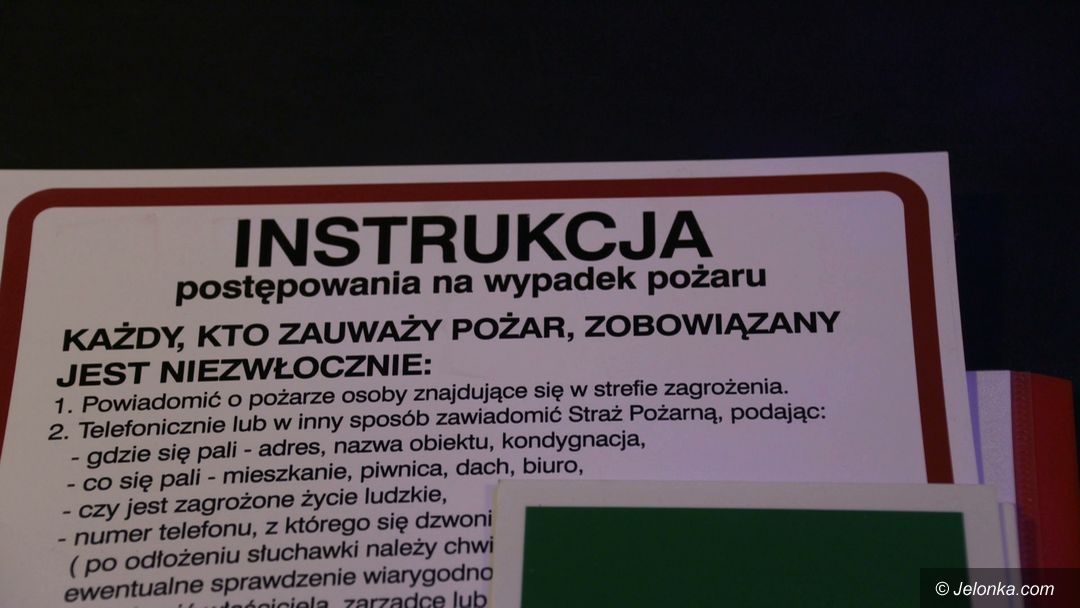 INSTRUKCJA
postępowania na wypadek pożaru
KAŻDY, KTO ZAUWAŻY POŻAR, ZOBOWIĄZANY
JEST NIEZWŁOCZNIE:
1. Powiadomić o pożarze osoby znajdujące się w strefie zagrożenia.
2. Telefonicznie lub w inny sposób zawiadomić Straż Pożarną, podając:
- gdzie się pali - adres, nazwa obiektu, kondygnacja,
- co się pali - mieszkanie, piwnica, dach, biuro,
- czy jest zagrożone życie ludzkie,
- numer telefonu, z którego się dzwoni
( po odłożeniu słuchawki należy chwi
ewentualne sprawdzenie wiarygodno
właściciela, zarządcę lub
© Jelonka.com